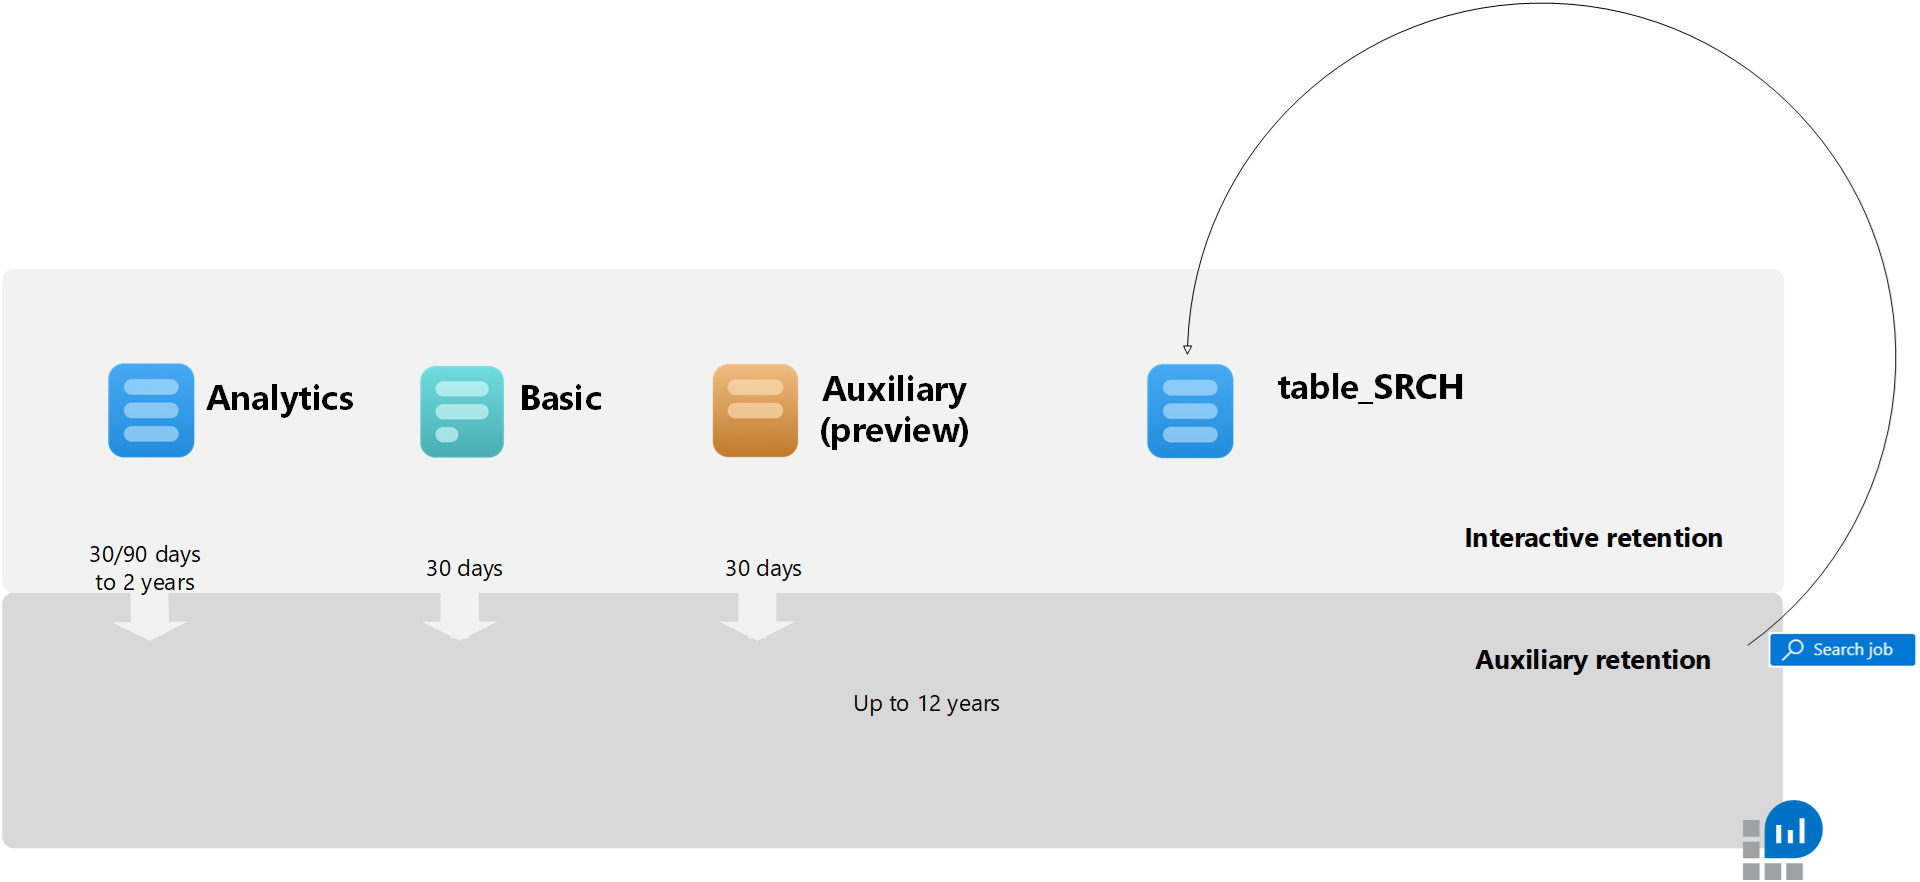 Analytics
Basic
Auxiliary
(preview)
table_SRCH
30/90 days
to 2 years
30 days
30 days
Interactive retention
Auxiliary retention
Search job
Up to 12 years